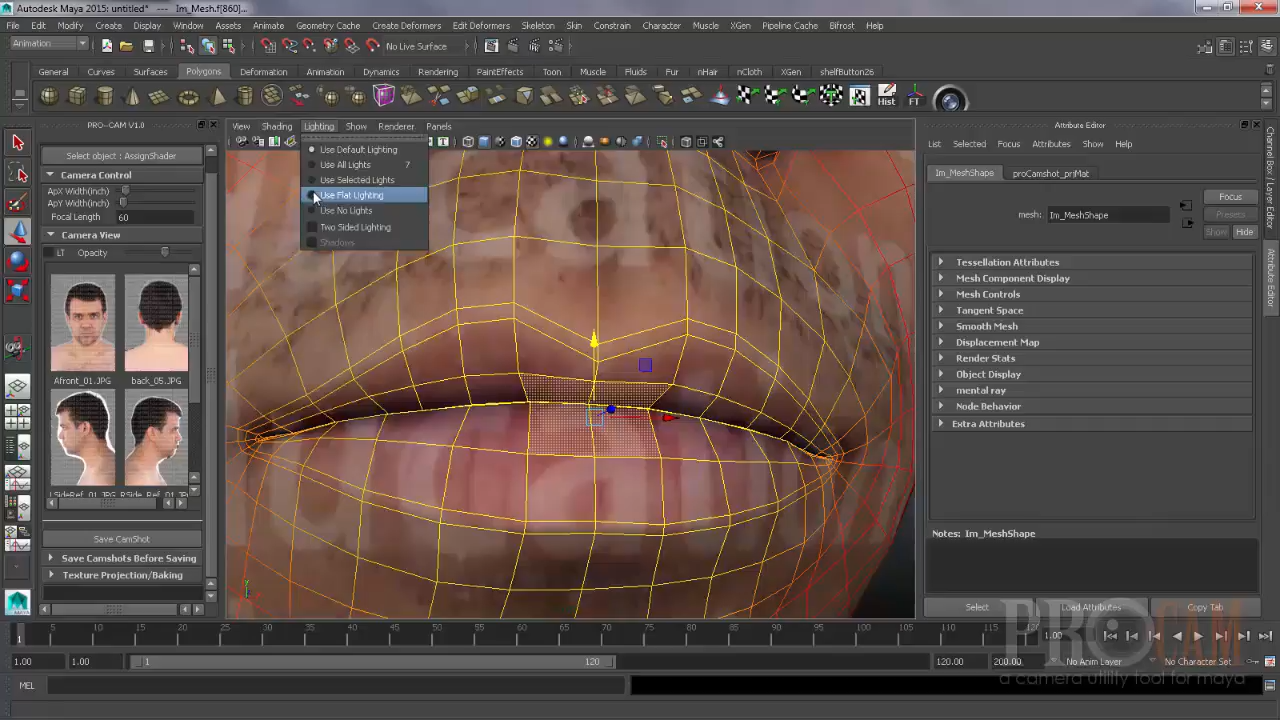 Autodesk Maya 2015: untitled* --- Im_Mesh.f[860]...
File Edit Modify Create Display Window Assets Animate Geometry Cache Create Deformers Edit Deformers Skeleton Skin Constrain Character Muscle XGen Pipeline Cache Bifrost Help
Animation No Live Surface
General Curves Surfaces Polygons Deformation Animation Dynamics Rendering PaintEffects Toon Muscle Fluids Fur nHair nCloth XGen shelfButton26
Hist FT
PRO-CAM V1.0
Select object : AssignShader
Camera Control
ApX Width(inch)
ApY Width(inch)
Focal Length 60
Camera View
LT Opacity
Afront_01.JPG back_05.JPG
LSideRef_01.JPG RSide_Ref_01.JPG
Save CamShot
Save Camshots Before Saving
Texture Projection/Baking
View Shading Lighting Show Renderer Panels
Use Default Lighting
Use All Lights 7
Use Selected Lights
Use Flat Lighting
Use No Lights
Two Sided Lighting
Shadows
Attribute Editor
List Selected Focus Attributes Show Help
Im_MeshShape proCamshot_prjMat
Focus
Presets
mesh: Im_MeshShape
Show Hide
Tessellation Attributes
Mesh Component Display
Mesh Controls
Tangent Space
Smooth Mesh
Displacement Map
Render Stats
Object Display
mental ray
Node Behavior
Extra Attributes
Notes: Im_MeshShape
Select Load Attributes Copy Tab
Attribute Editor
1 5 10 15 20 25 30 35 40 45 50 55 60 65 70 75 80 85 90 95 100 105 110 115 120 1.00
1.00 1.00 1 120 120.00 200.00 No Anim Layer No Character Set
MEL
PROCAM
a camera utility tool for maya